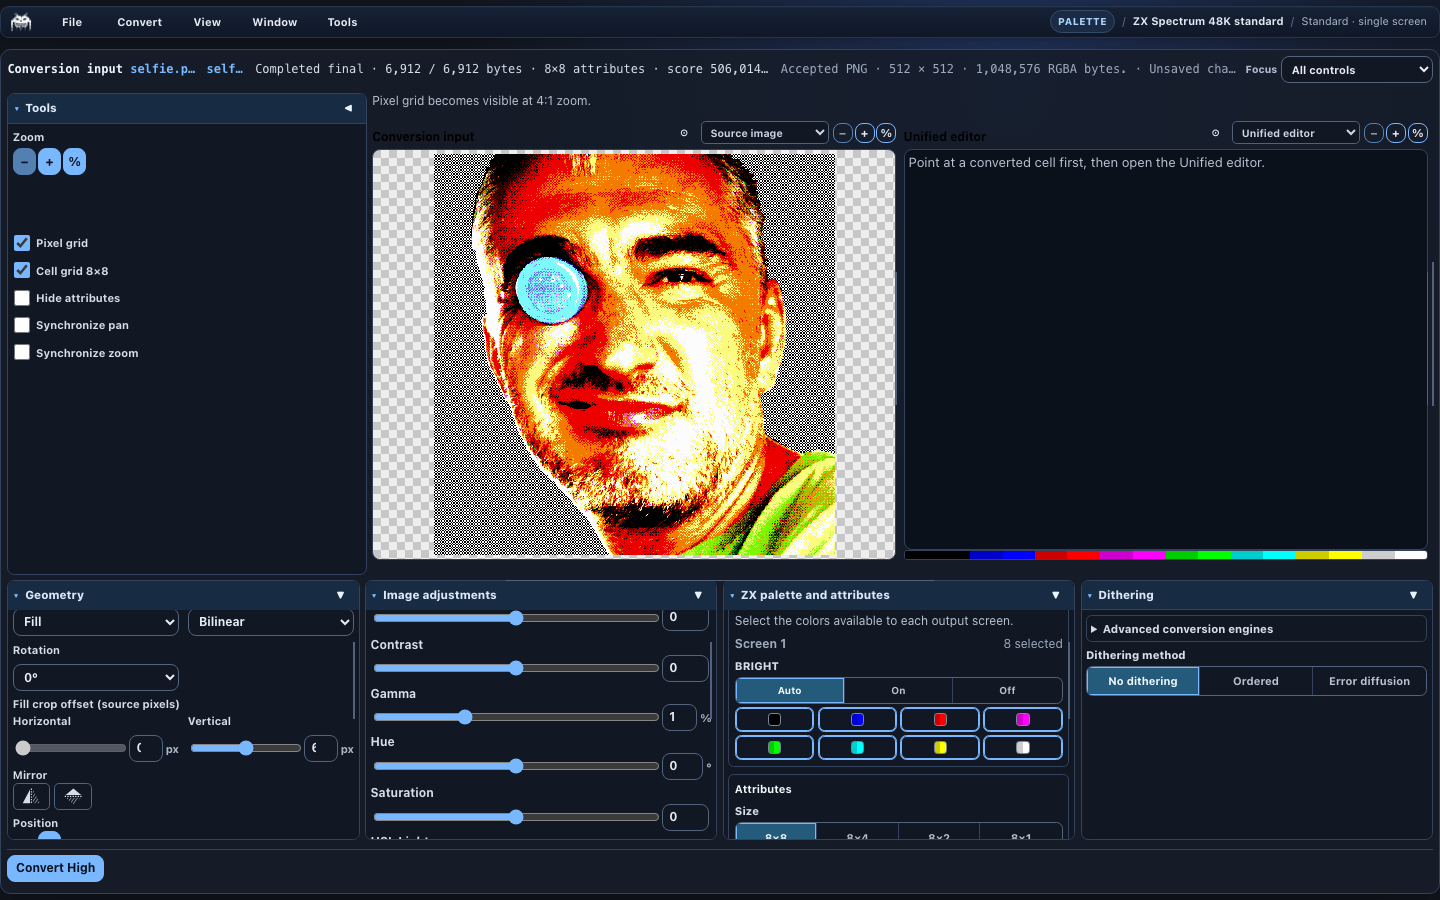 File Convert View Window Tools PALETTE / ZX Spectrum 48K standard / Standard · single screen
Conversion input selfie.p… self… Completed final · 6,912 / 6,912 bytes · 8×8 attributes · score 506,014… Accepted PNG · 512 × 512 · 1,048,576 RGBA bytes. · Unsaved cha… Focus All controls
Tools
Zoom
− + %
Pixel grid
Cell grid 8×8
Hide attributes
Synchronize pan
Synchronize zoom
Pixel grid becomes visible at 4:1 zoom.
Conversion input Source image − + %
Unified editor Unified editor − + %
Point at a converted cell first, then open the Unified editor.
Geometry
Fill Bilinear
Rotation
0°
Fill crop offset (source pixels)
Horizontal Vertical
px px
Mirror
Position
Image adjustments
0
Contrast
0
Gamma
1 %
Hue
0 °
Saturation
0
ZX palette and attributes
Select the colors available to each output screen.
Screen 1 8 selected
BRIGHT
Auto On Off
Attributes
Size
8×8 8×4 8×2 8×1
Dithering
Advanced conversion engines
Dithering method
No dithering Ordered Error diffusion
Convert High